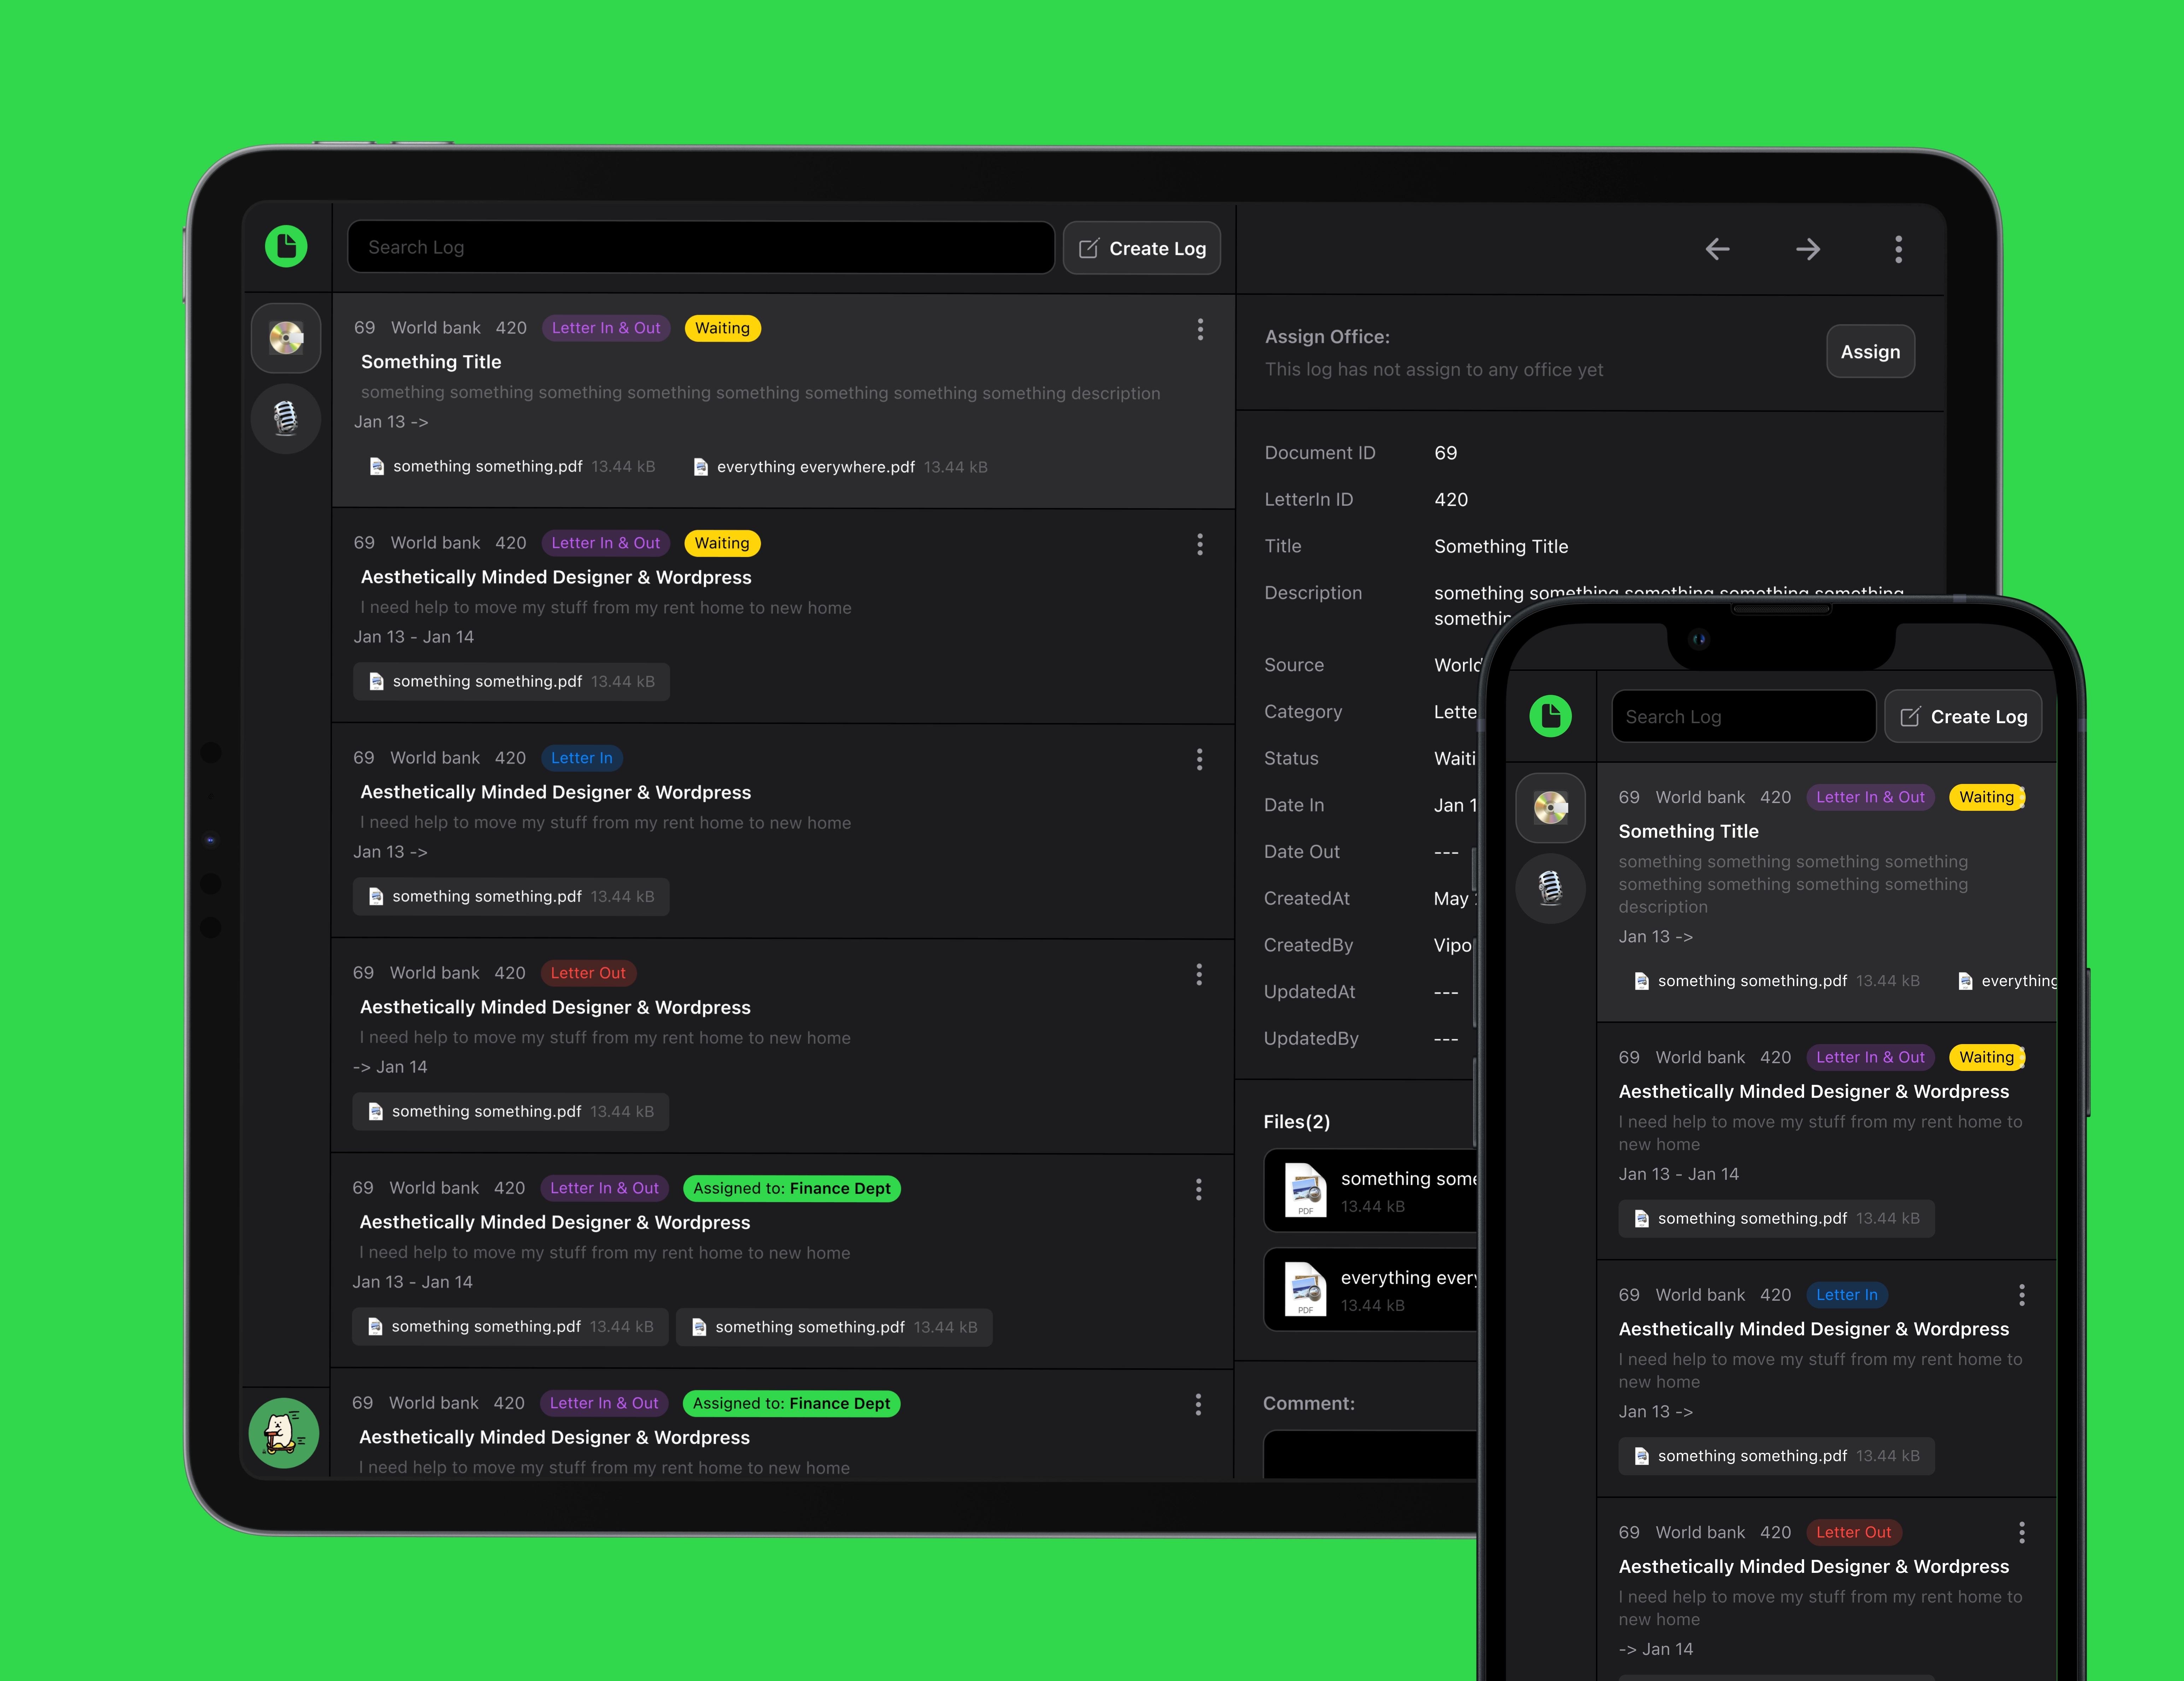 Search Log
Create Log
69 World bank 420 Letter In & Out Waiting
Something Title
something something something something something something something something description
Jan 13 ->
something something.pdf 13.44 kB everything everywhere.pdf 13.44 kB
69 World bank 420 Letter In & Out Waiting
Aesthetically Minded Designer & Wordpress
I need help to move my stuff from my rent home to new home
Jan 13 - Jan 14
something something.pdf 13.44 kB
69 World bank 420 Letter In
Aesthetically Minded Designer & Wordpress
I need help to move my stuff from my rent home to new home
Jan 13 ->
something something.pdf 13.44 kB
69 World bank 420 Letter Out
Aesthetically Minded Designer & Wordpress
I need help to move my stuff from my rent home to new home
-> Jan 14
something something.pdf 13.44 kB
69 World bank 420 Letter In & Out Assigned to: Finance Dept
Aesthetically Minded Designer & Wordpress
I need help to move my stuff from my rent home to new home
Jan 13 - Jan 14
something something.pdf 13.44 kB something something.pdf 13.44 kB
69 World bank 420 Letter In & Out Assigned to: Finance Dept
Aesthetically Minded Designer & Wordpress
I need help to move my stuff from my rent home to new home
Assign Office:
This log has not assign to any office yet
Assign
Document ID 69
LetterIn ID 420
Title Something Title
Description something something something something something
somethin
Source World
Category Lette
Status Waiti
Date In Jan 1
Date Out ---
CreatedAt May
CreatedBy Vipo
UpdatedAt ---
UpdatedBy ---
Files(2)
PDF
something some
13.44 kB
PDF
everything every
13.44 kB
Comment:
Search Log
Create Log
69 World bank 420 Letter In & Out Waiting
Something Title
something something something something
something something something something
description
Jan 13 ->
something something.pdf 13.44 kB everything
69 World bank 420 Letter In & Out Waiting
Aesthetically Minded Designer & Wordpress
I need help to move my stuff from my rent home to
new home
Jan 13 - Jan 14
something something.pdf 13.44 kB
69 World bank 420 Letter In
Aesthetically Minded Designer & Wordpress
I need help to move my stuff from my rent home to
new home
Jan 13 ->
something something.pdf 13.44 kB
69 World bank 420 Letter Out
Aesthetically Minded Designer & Wordpress
I need help to move my stuff from my rent home to
new home
-> Jan 14